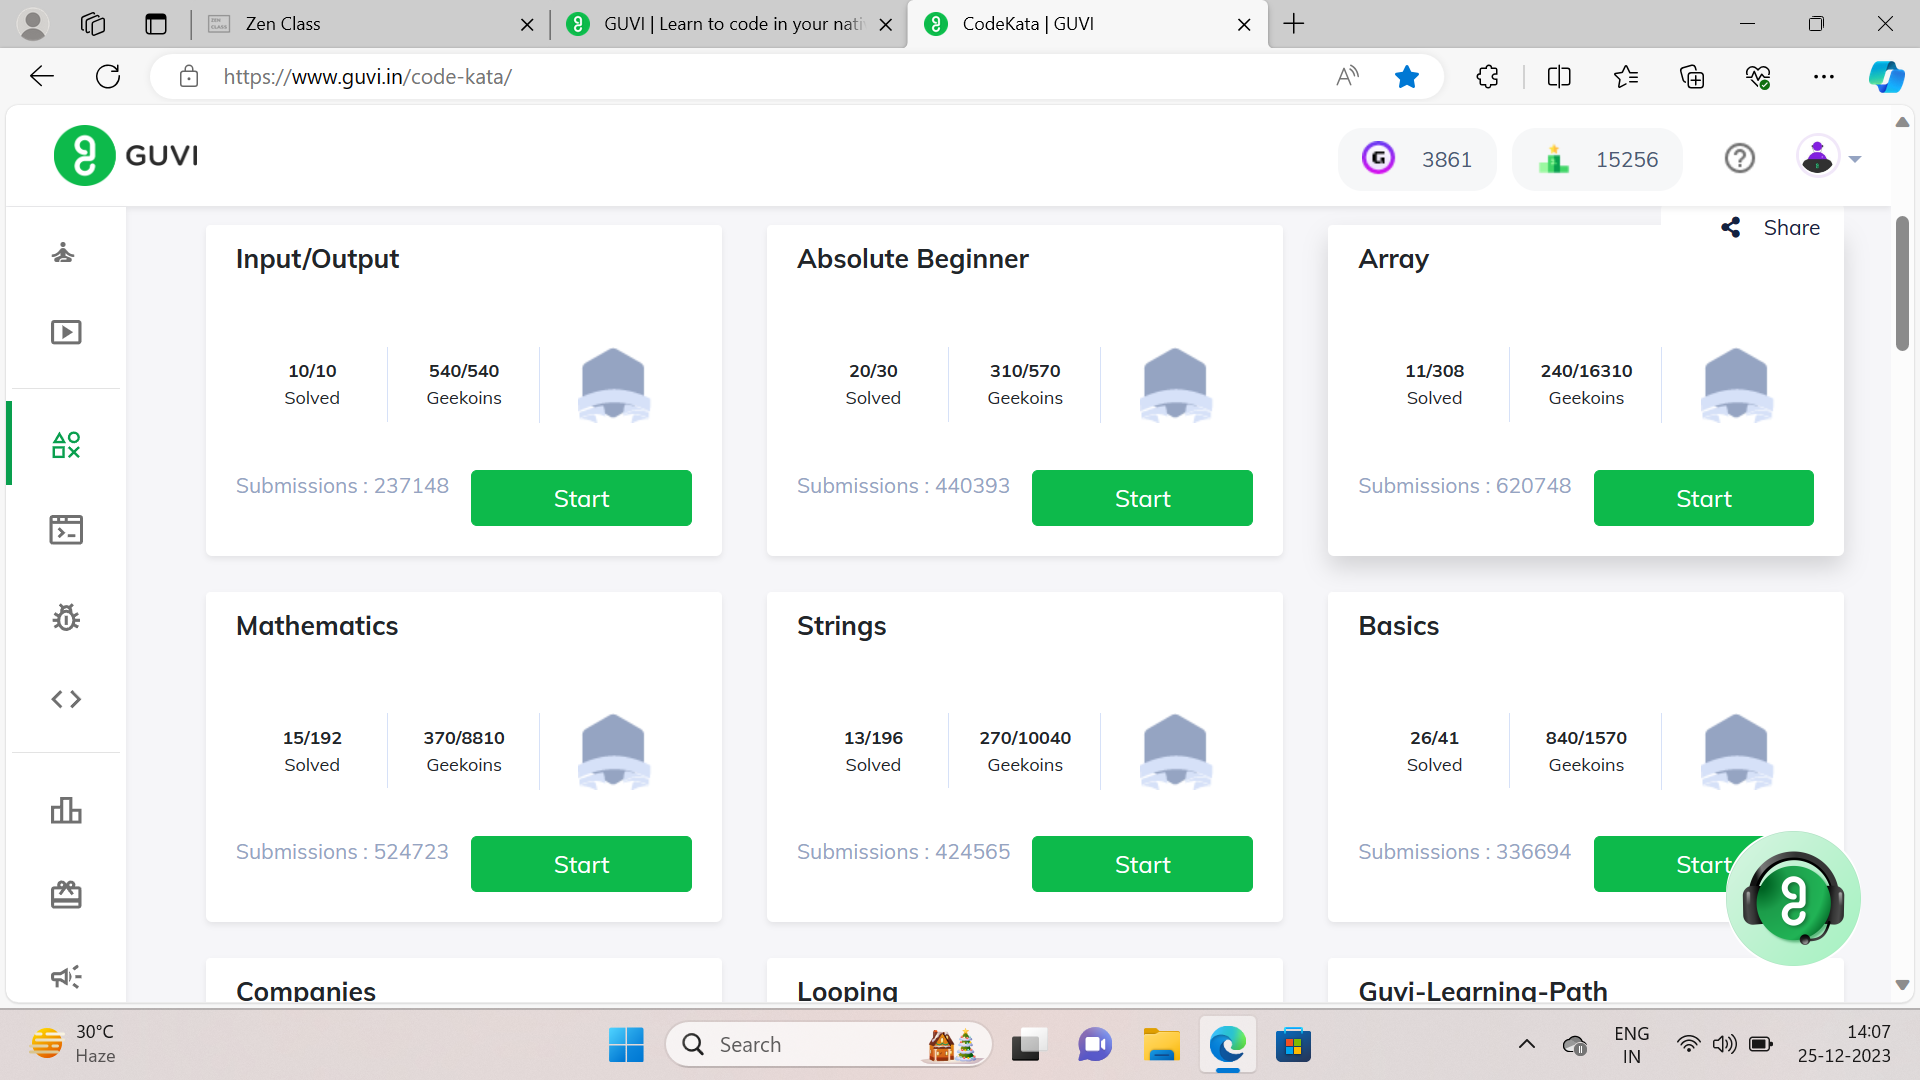 Zen Class
GUVI | Learn to code in your nati
CodeKata | GUVI
https://www.guvi.in/code-kata/
GUVI
3861
15256
Share
Input/Output
Absolute Beginner
Array
10/10
540/540
20/30
310/570
11/308
240/16310
Solved
Geekoins
Solved
Geekoins
Solved
Geekoins
Submissions : 237148
Start
Submissions : 440393
Start
Submissions : 620748
Start
Mathematics
Strings
Basics
15/192
370/8810
13/196
270/10040
26/41
840/1570
Solved
Geekoins
Solved
Geekoins
Solved
Geekoins
Submissions : 524723
Start
Submissions : 424565
Start
Submissions : 336694
Start
Companies
Looping
Guvi-Learning-Path
30°C
Haze
Search
ENG
IN
14:07
25-12-2023